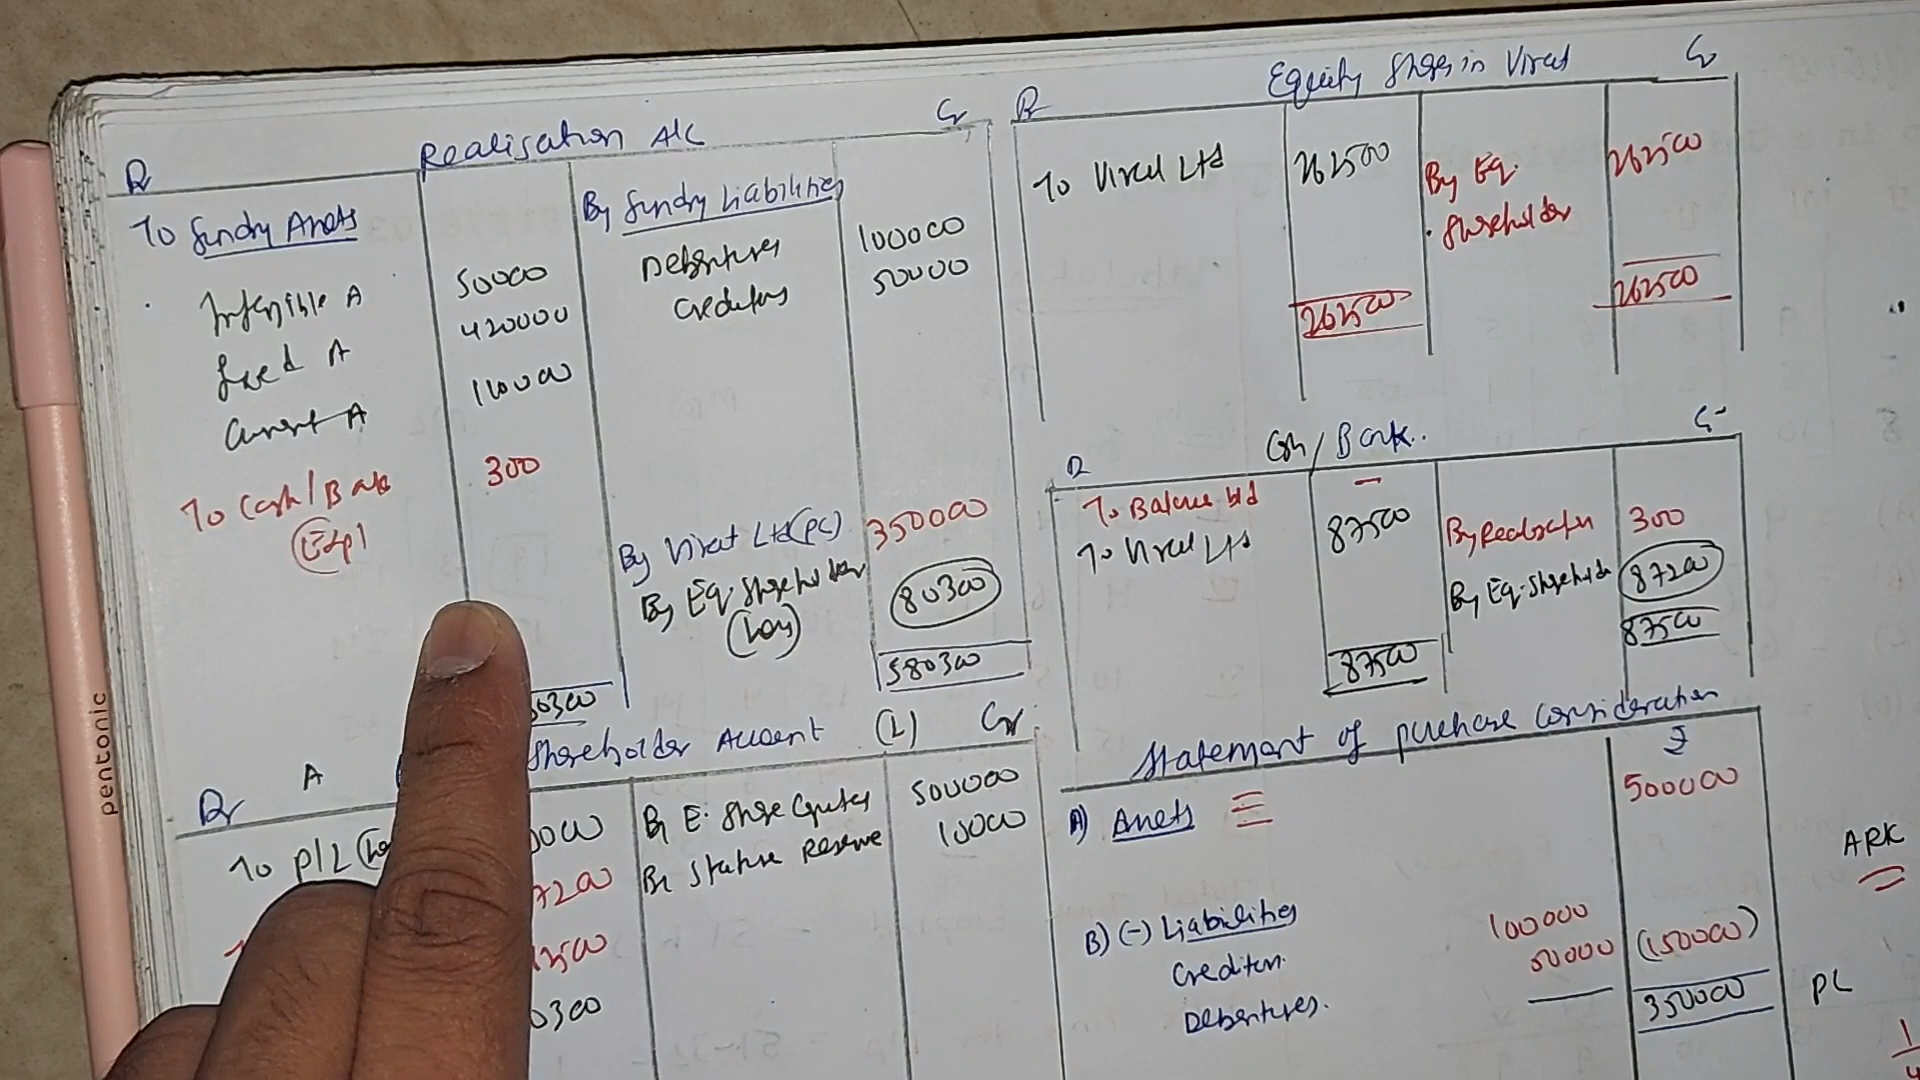 Dr Realisation A/c Cr
To Sundry Assets
Intengible A 50000
fixed A 420000
Current A 110000
To Cash/Bank 300
(Exp)
80300
By Sundry Liabilities
Debentures 100000
Creditors 50000
By Virat Ltd (PC) 350000
By Eq. Shareholder 80300
(Loss)
580300
Dr Equity Shares in Virat Cr
To Virat Ltd 262500
262500
By Eq. 262500
Shareholder
262500
Dr Cash/Bank.. Cr
To Balance b/d -
To Virat Ltd 87500
87500
By Realisation 300
By Eq. Shareholder 87200
87500
Dr A Shareholder Account (L) Cr
To P/L (
By E. Share Capital 500000
By Statue Reserve 10000
Statement of purchase consideration
₹
A) Assets 500000
B) (-) Liabilities
Creditors. 100000
Debentures. 50000 (150000)
350000 PC
ARK
pentonic